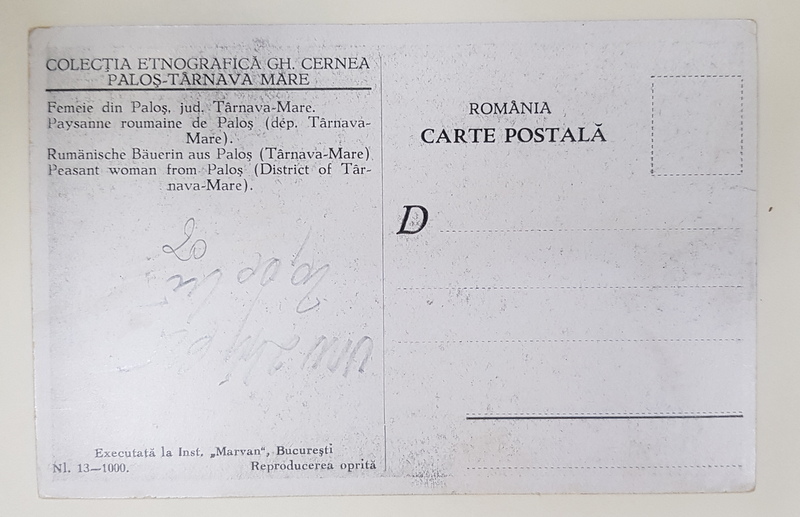 COLECȚIA ETNOGRAFICĂ GH. CERNEA
PALOȘ-TÂRNAVA MARE
Femeie din Paloș, jud. Târnava-Mare.
Paysanne roumaine de Paloș (dép. Târnava-
Mare).
Rumänische Bäuerin aus Paloș (Târnava-Mare)
Peasant woman from Paloș (District of Târ-
nava-Mare).
Executată la Inst. „Marvan“, București
Nl. 13—1000. Reproducerea oprită
ROMÂNIA
CARTE POSTALĂ
D